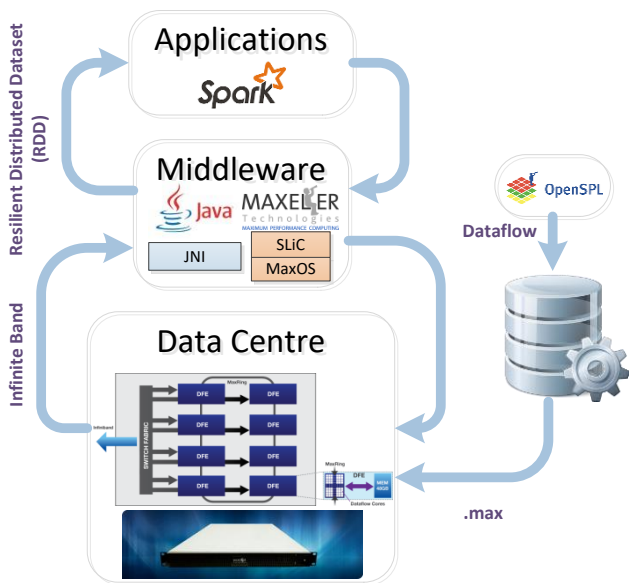 Applications
Spark
Resilient Distributed Dataset
(RDD)
Middleware
Java
MAXELER
Technologies
MAXIMUM PERFORMANCE COMPUTING
JNI
SLiC
MaxOS
OpenSPL
Dataflow
Infinite Band
Data Centre
MaxRing
DFE
DFE
DFE
DFE
DFE
DFE
DFE
DFE
SWITCH FABRIC
Infiniband
MaxRing
DFE
MEM
Dataflow Cores
.max